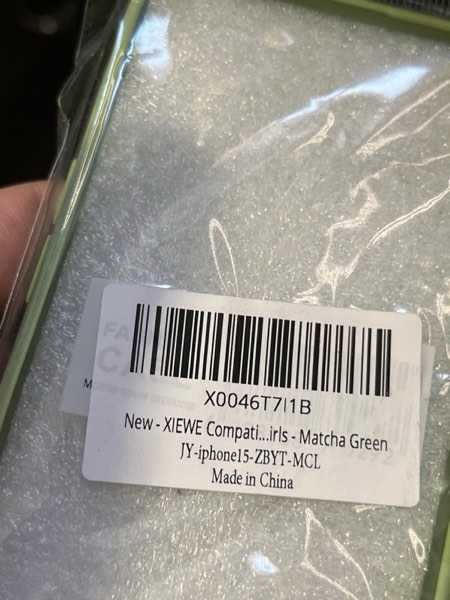 X0046T7I1B
New - XIEWE Compati...irls - Matcha Green
JY-iphone15-ZBYT-MCL
Made in China